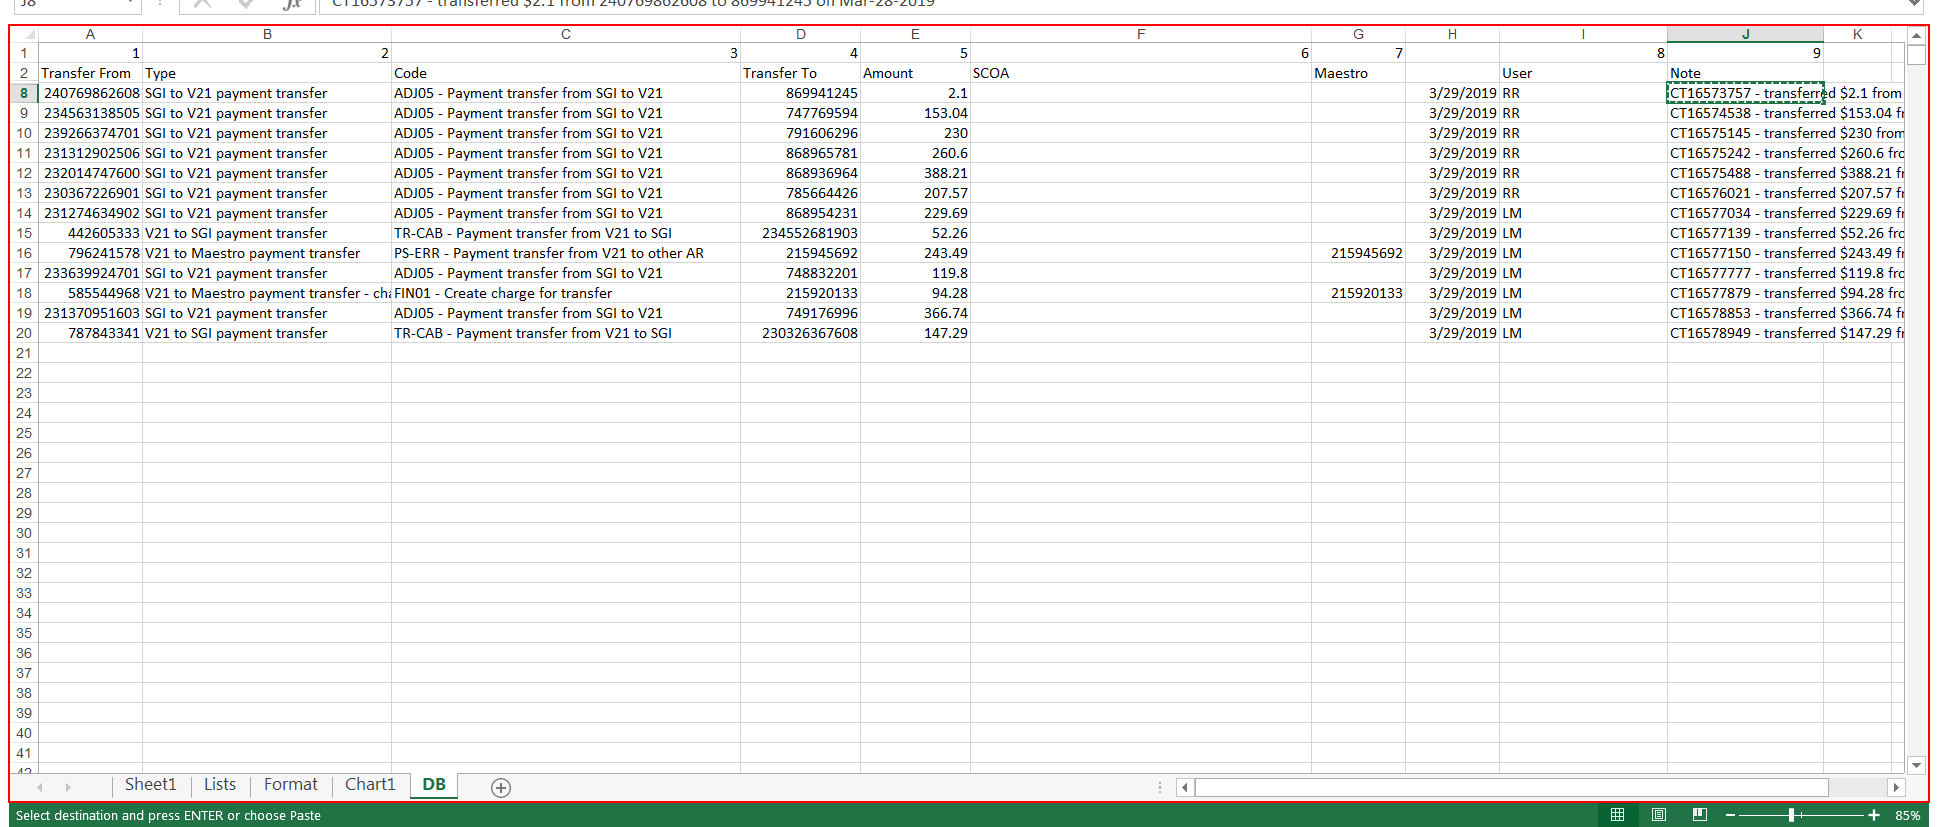 J8 fx CT16573757 - transferred $2.1 from 240769862608 to 869941245 on Mar-28-2019
A B C D E F G H I J K
1 1 2 3 4 5 6 7 8 9
2 Transfer From Type Code Transfer To Amount SCOA Maestro User Note
8 240769862608 SGI to V21 payment transfer ADJ05 - Payment transfer from SGI to V21 869941245 2.1 3/29/2019 RR CT16573757 - transferred $2.1 from
9 234563138505 SGI to V21 payment transfer ADJ05 - Payment transfer from SGI to V21 747769594 153.04 3/29/2019 RR CT16574538 - transferred $153.04 fr
10 239266374701 SGI to V21 payment transfer ADJ05 - Payment transfer from SGI to V21 791606296 230 3/29/2019 RR CT16575145 - transferred $230 from
11 231312902506 SGI to V21 payment transfer ADJ05 - Payment transfer from SGI to V21 868965781 260.6 3/29/2019 RR CT16575242 - transferred $260.6 fro
12 232014747600 SGI to V21 payment transfer ADJ05 - Payment transfer from SGI to V21 868936964 388.21 3/29/2019 RR CT16575488 - transferred $388.21 fr
13 230367226901 SGI to V21 payment transfer ADJ05 - Payment transfer from SGI to V21 785664426 207.57 3/29/2019 RR CT16576021 - transferred $207.57 fr
14 231274634902 SGI to V21 payment transfer ADJ05 - Payment transfer from SGI to V21 868954231 229.69 3/29/2019 LM CT16577034 - transferred $229.69 fr
15 442605333 V21 to SGI payment transfer TR-CAB - Payment transfer from V21 to SGI 234552681903 52.26 3/29/2019 LM CT16577139 - transferred $52.26 fro
16 796241578 V21 to Maestro payment transfer PS-ERR - Payment transfer from V21 to other AR 215945692 243.49 215945692 3/29/2019 LM CT16577150 - transferred $243.49 fr
17 233639924701 SGI to V21 payment transfer ADJ05 - Payment transfer from SGI to V21 748832201 119.8 3/29/2019 LM CT16577777 - transferred $119.8 fro
18 585544968 V21 to Maestro payment transfer - cha FIN01 - Create charge for transfer 215920133 94.28 215920133 3/29/2019 LM CT16577879 - transferred $94.28 fro
19 231370951603 SGI to V21 payment transfer ADJ05 - Payment transfer from SGI to V21 749176996 366.74 3/29/2019 LM CT16578853 - transferred $366.74 fr
20 787843341 V21 to SGI payment transfer TR-CAB - Payment transfer from V21 to SGI 230326367608 147.29 3/29/2019 LM CT16578949 - transferred $147.29 fr
21
22
23
24
25
26
27
28
29
30
31
32
33
34
35
36
37
38
39
40
41
42
Sheet1 Lists Format Chart1 DB
Select destination and press ENTER or choose Paste 85%